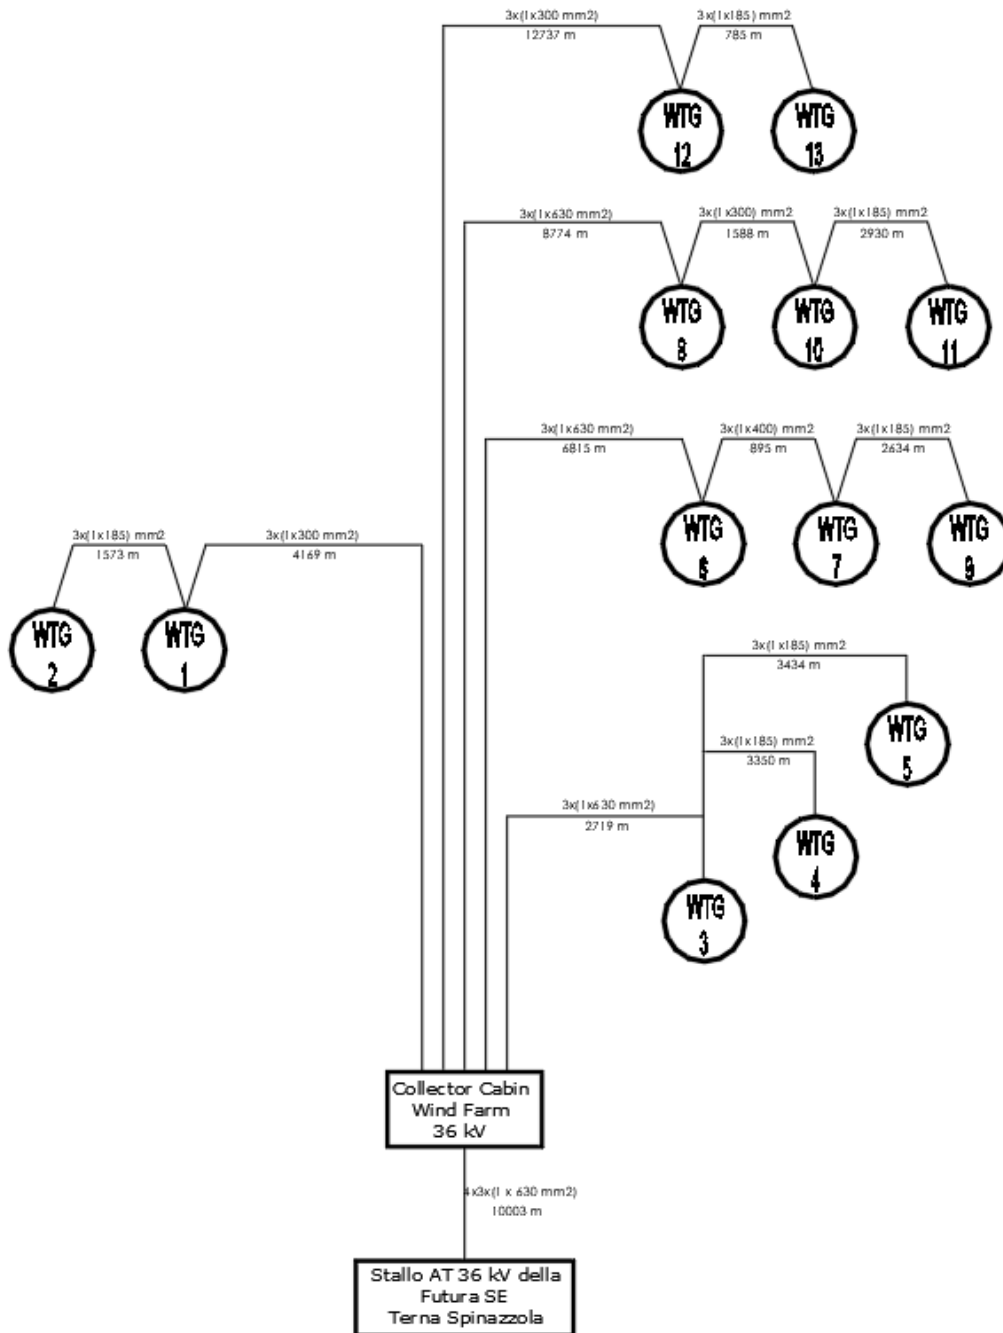 3x(1x300 mm2)
12737 m
3x(1x185) mm2
785 m
WTG
12
WTG
13
3x(1x630 mm2)
8774 m
3x(1x300) mm2
1588 m
3x(1x185) mm2
2930 m
WTG
8
WTG
10
WTG
11
3x(1x630 mm2)
6815 m
3x(1x400) mm2
895 m
3x(1x185) mm2
2634 m
WTG
6
WTG
7
WTG
9
3x(1x185) mm2
1573 m
3x(1x300 mm2)
4169 m
WTG
2
WTG
1
3x(1x185) mm2
3434 m
WTG
5
3x(1x185) mm2
3350 m
WTG
4
3x(1x630 mm2)
2719 m
WTG
3
Collector Cabin
Wind Farm
36 kV
4x3x(1 x 630 mm2)
10003 m
Stallo AT 36 kV della
Futura SE
Terna Spinazzola